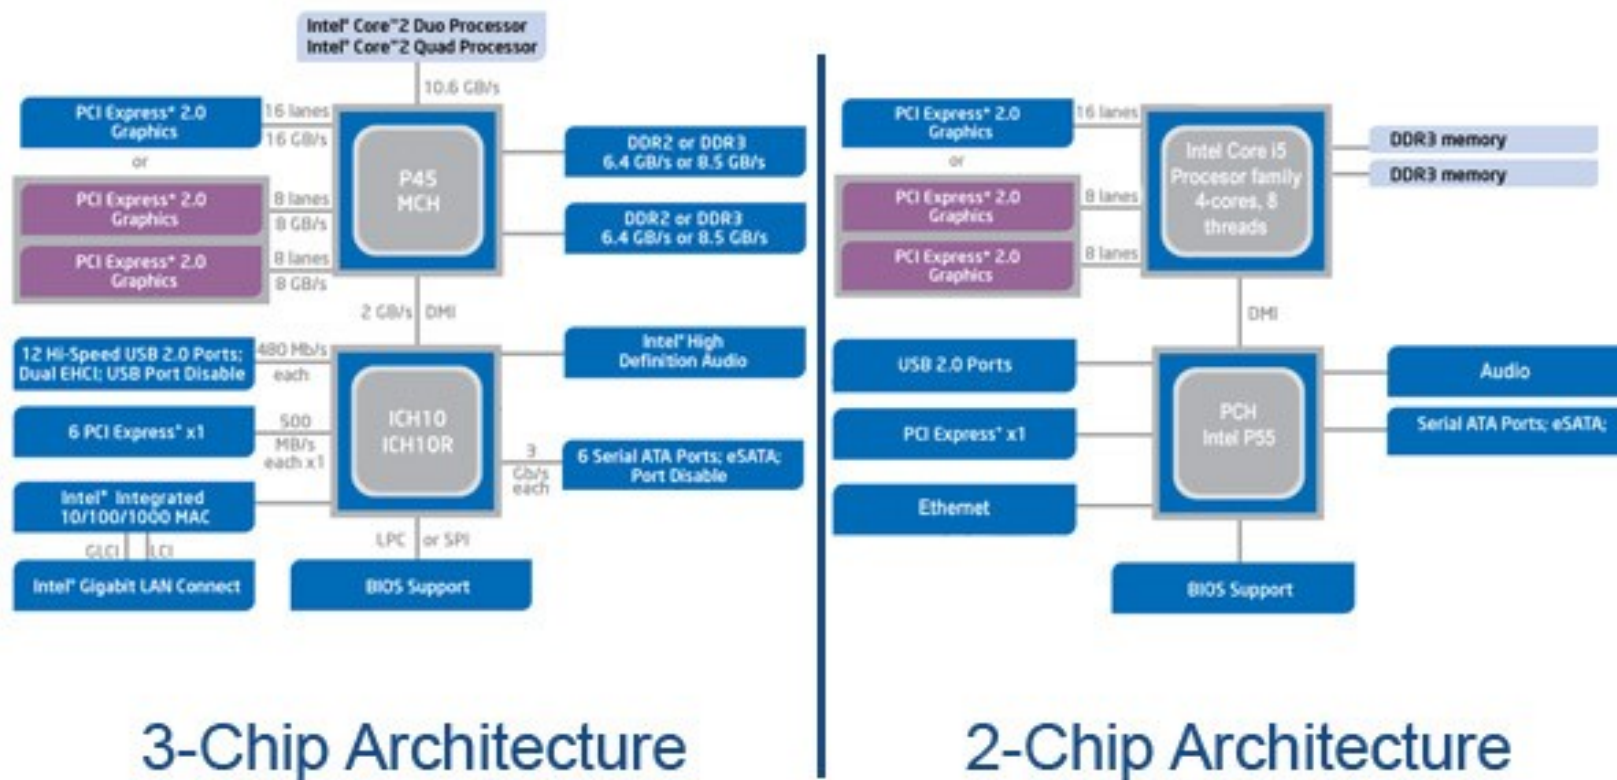 Intel® Core™2 Duo Processor
Intel® Core™2 Quad Processor
10.6 GB/s
PCI Express* 2.0
Graphics
16 lanes
16 GB/s
or
PCI Express* 2.0
Graphics
8 lanes
8 GB/s
PCI Express* 2.0
Graphics
8 lanes
8 GB/s
P45
MCH
DDR2 or DDR3
6.4 GB/s or 8.5 GB/s
DDR2 or DDR3
6.4 GB/s or 8.5 GB/s
2 GB/s
DMI
12 Hi-Speed USB 2.0 Ports;
Dual EHCI; USB Port Disable
480 Mb/s
each
6 PCI Express* x1
500
MB/s
each x1
Intel® Integrated
10/100/1000 MAC
GLCI
LCI
Intel® Gigabit LAN Connect
ICH10
ICH10R
Intel® High
Definition Audio
3
Gb/s
each
6 Serial ATA Ports; eSATA;
Port Disable
LPC
or SPI
BIOS Support
3-Chip Architecture
PCI Express* 2.0
Graphics
16 lanes
or
PCI Express* 2.0
Graphics
8 lanes
PCI Express* 2.0
Graphics
8 lanes
Intel Core i5
Procesor family
4-cores, 8
threads
DDR3 memory
DDR3 memory
DMI
USB 2.0 Ports
PCI Express* x1
Ethernet
PCH
Intel P55
Audio
Serial ATA Ports; eSATA;
BIOS Support
2-Chip Architecture